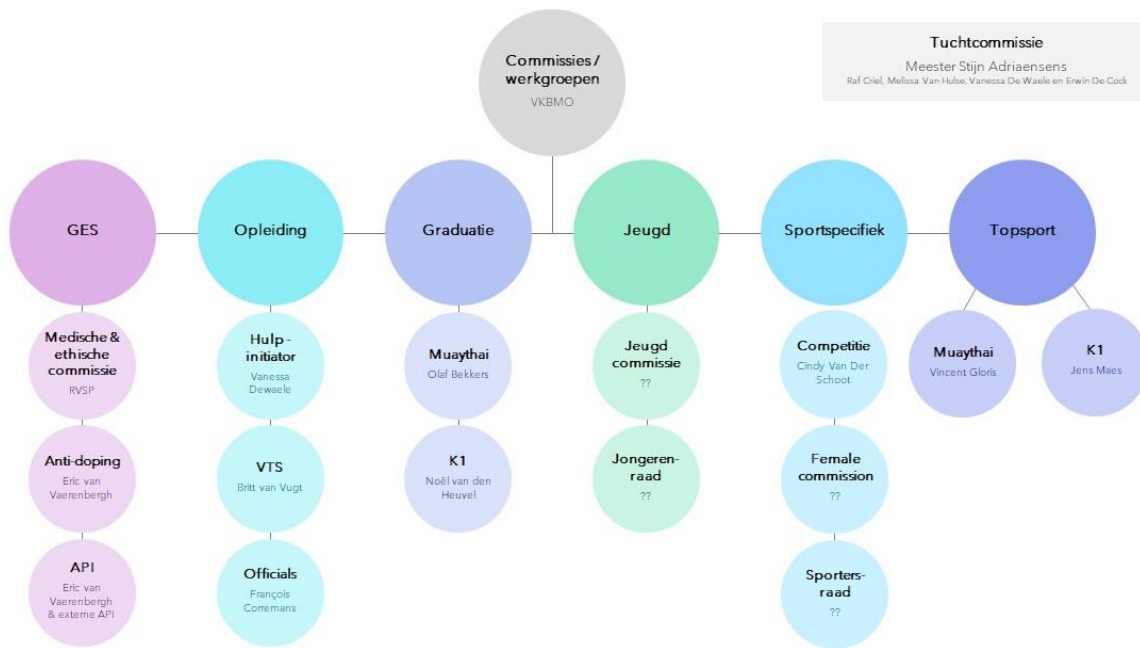 Commissies /
werkgroepen
VKBMO
Tuchtcommissie
Meester Stijn Adriaensens
Raf Criel, Melissa Van Hulse, Vanessa De Waele en Erwin De Cock
GES
Opleiding
Graduatie
Jeugd
Sportspecifiek
Topsport
Medische &
ethische
commissie
RVSP
Hulp -
initiator
Vanessa
Dewaele
Muaythai
Olaf Bekkers
Jeugd
commissie
??
Competitie
Cindy Van Der
Schoot
Muaythai
Vincent Gloris
K1
Jens Maes
Anti-doping
Eric van
Vaerenbergh
VTS
Britt van Vugt
K1
Noël van den
Heuvel
Jongeren-
raad
??
Female
commission
??
API
Eric van
Vaerenbergh
& externe API
Officials
François
Corremans
Sporters-
raad
??